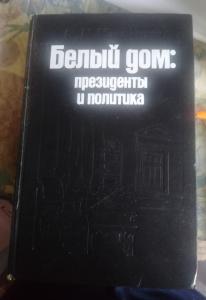 Белый дом:
президенты
и политика